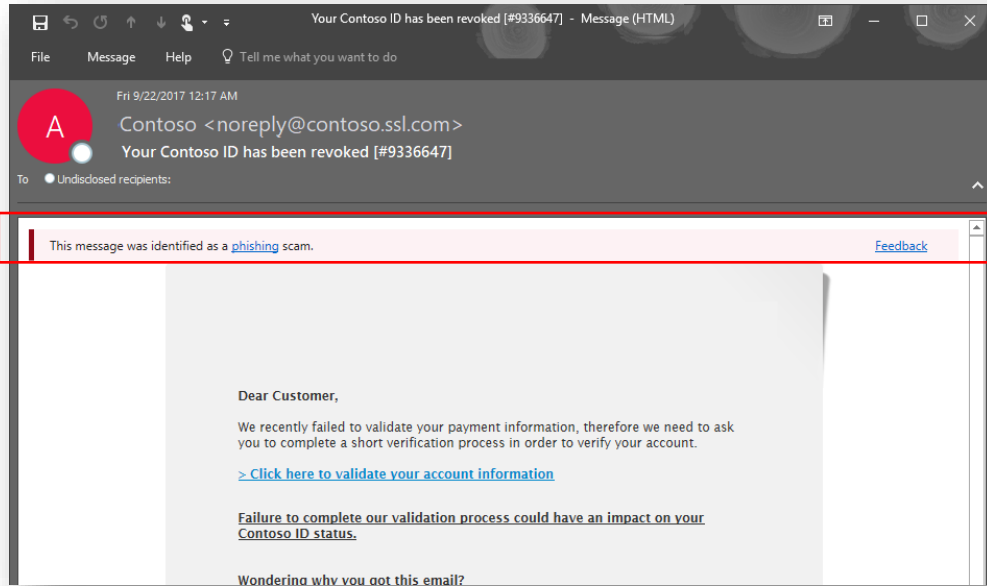 Your Contoso ID has been revoked [#9336647] - Message (HTML)
File Message Help Tell me what you want to do
Fri 9/22/2017 12:17 AM
A
Contoso <noreply@contoso.ssl.com>
Your Contoso ID has been revoked [#9336647]
To Undisclosed recipients:
This message was identified as a phishing scam. Feedback
Dear Customer,
We recently failed to validate your payment information, therefore we need to ask
you to complete a short verification process in order to verify your account.
> Click here to validate your account information
Failure to complete our validation process could have an impact on your
Contoso ID status.
Wondering why you got this email?